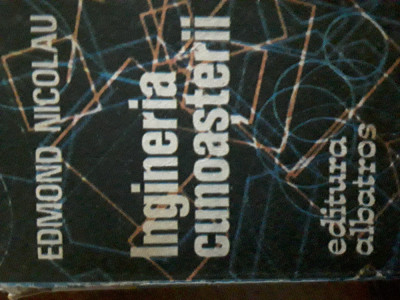 EDMOND NICOLAU
Ingineria
cunoașterii
editura
albatros